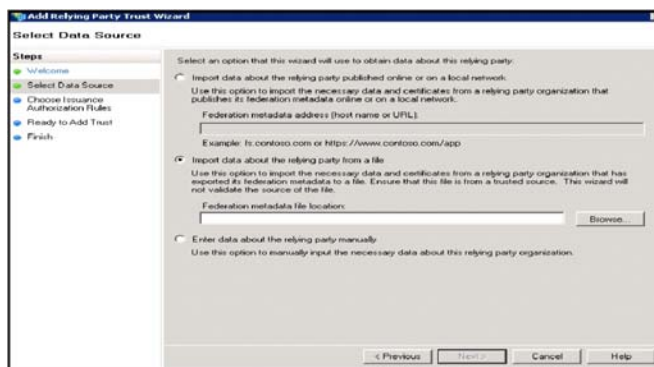 Add Relying Party Trust Wizard
Select Data Source
Steps
Welcome
Select Data Source
Choose Issuance
Authorization Rules
Ready to Add Trust
Finish
Select an option that this wizard will use to obtain data about this relying party:
Import data about the relying party published online or on a local network
Use this option to import the necessary data and certificates from a relying party organization that
publishes its federation metadata online or on a local network.
Federation metadata address (host name or URL):
Example: fs.contoso.com or https://www.contoso.com/app
Import data about the relying party from a file
Use this option to import the necessary data and certificates from a relying party organization that has
exported its federation metadata to a file. Ensure that this file is from a trusted source. This wizard will
not validate the source of the file.
Federation metadata file location:
Browse...
Enter data about the relying party manually
Use this option to manually input the necessary data about this relying party organization.
< Previous
Next >
Cancel
Help